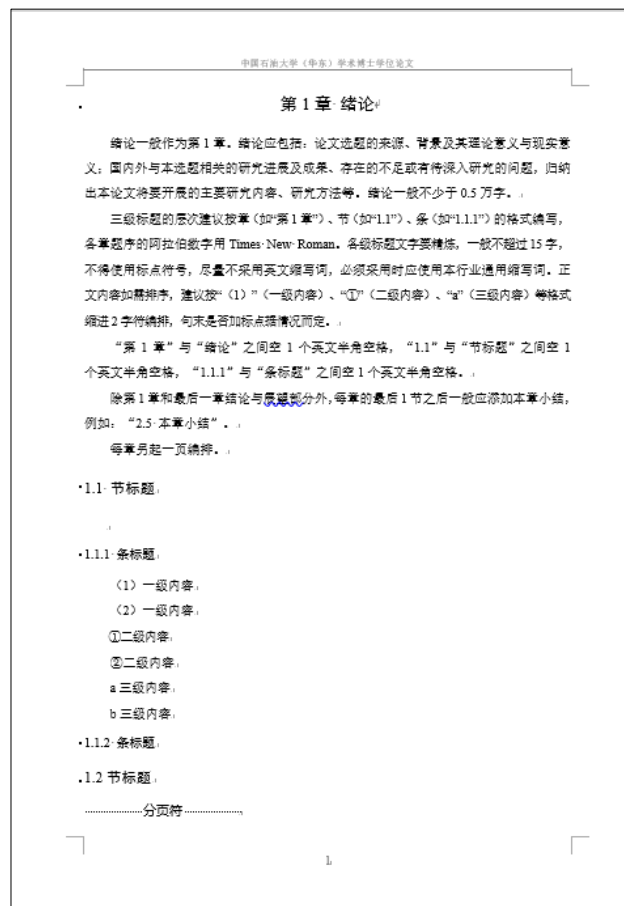 中国石油大学（华东）学术博士学位论文
第 1 章 绪论
绪论一般作为第 1 章。绪论应包括：论文选题的来源、背景及其理论意义与现实意
义；国内外与本选题相关的研究进展及成果、存在的不足或有待深入研究的问题，归纳
出本论文将要开展的主要研究内容、研究方法等。绪论一般不少于 0.5 万字。
三级标题的层次建议按章（如“第 1 章”）、节（如“1.1”）、条（如“1.1.1”）的格式编写，
各章题序的阿拉伯数字用 Times New Roman。各级标题文字要精炼，一般不超过 15 字，
不得使用标点符号，尽量不采用英文缩写词，必须采用时应使用本行业通用缩写词。正
文内容如需排序，建议按“（1）”（一级内容）、“①”（二级内容）、“a”（三级内容）等格式
缩进 2 字符编排，句末是否加标点据情况而定。
“第 1 章”与“绪论”之间空 1 个英文半角空格，“1.1”与“节标题”之间空 1
个英文半角空格，“1.1.1”与“条标题”之间空 1 个英文半角空格。
除第 1 章和最后一章结论与展望部分外，每章的最后 1 节之后一般应添加本章小结，
例如：“2.5 本章小结”。
每章另起一页编排。
1.1 节标题
1.1.1 条标题
（1）一级内容
（2）一级内容
①二级内容
②二级内容
a 三级内容
b 三级内容
1.1.2 条标题
1.2 节标题
分页符
1